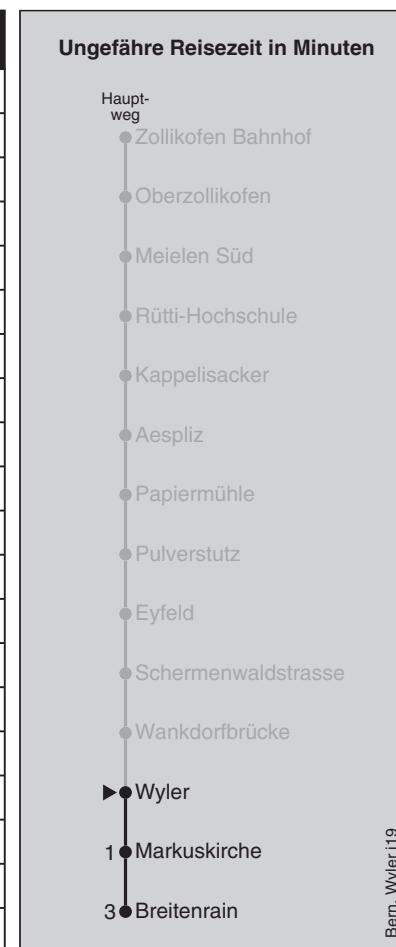 Ungefähre Reisezeit in Minuten
Haupt-
weg
Zollikofen Bahnhof
Oberzollikofen
Meielen Süd
Rütti-Hochschule
Kappelisacker
Aespliz
Papiermühle
Pulverstutz
Eyfeld
Schermenwaldstrasse
Wankdorfbrücke
Wyler
1 Markuskirche
3 Breitenrain
Bern, Wyler j19